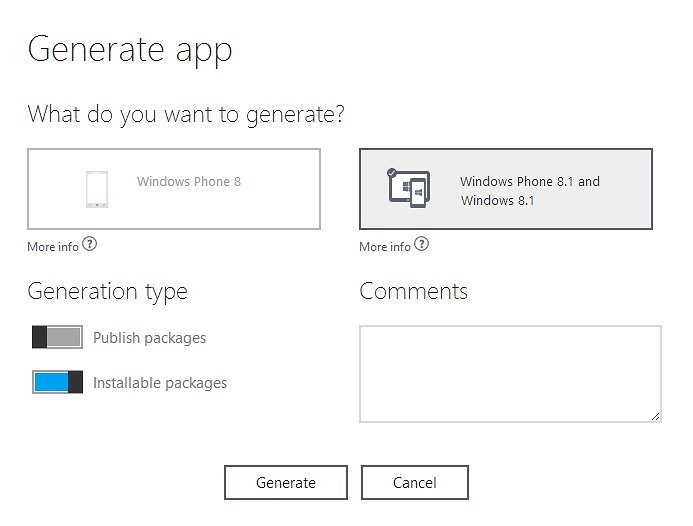 Generate app
What do you want to generate?
Windows Phone 8
Windows Phone 8.1 and
Windows 8.1
More info ?
More info ?
Generation type
Comments
Publish packages
Installable packages
Generate
Cancel